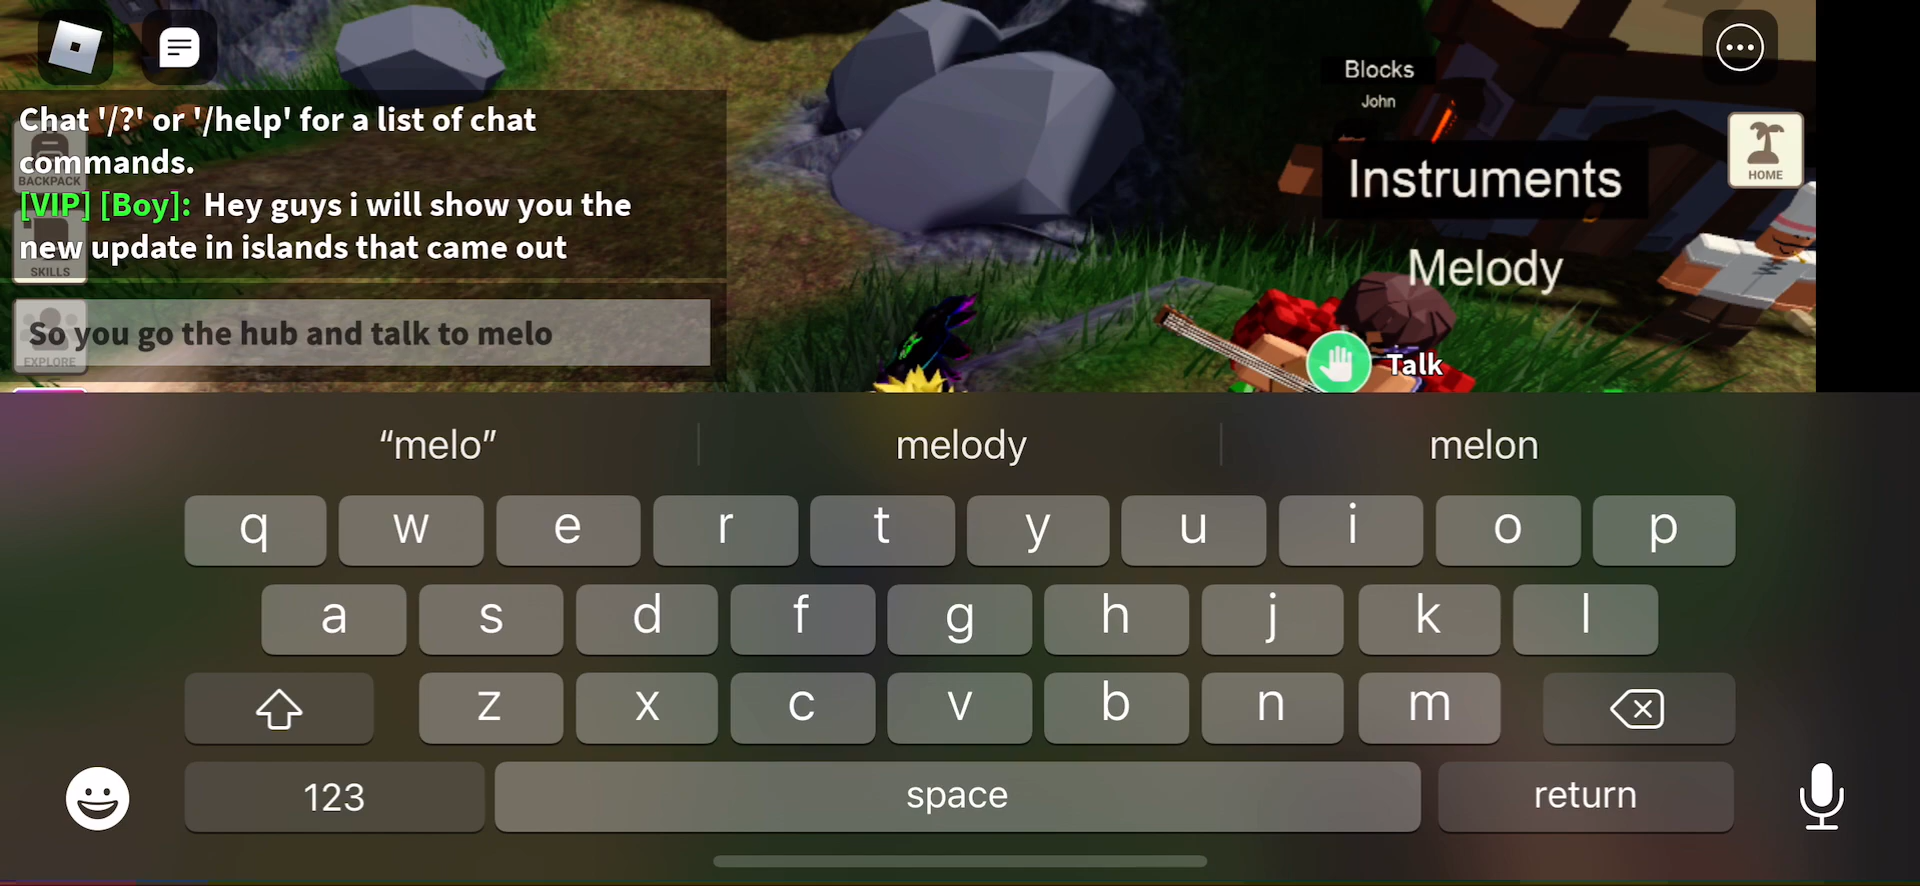 Chat '/?' or '/help' for a list of chat
commands.
[VIP] [Boy]: Hey guys i will show you the
new update in islands that came out
So you go the hub and talk to melo
BACKPACK
SKILLS
EXPLORE
Blocks
John
Instruments
Melody
Talk
HOME
“melo” melody melon
q w e r t y u i o p
a s d f g h j k l
z x c v b n m
123 space return